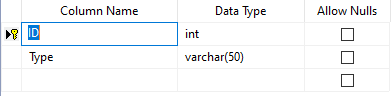 Column Name Data Type Allow Nulls
ID int
Type varchar(50)